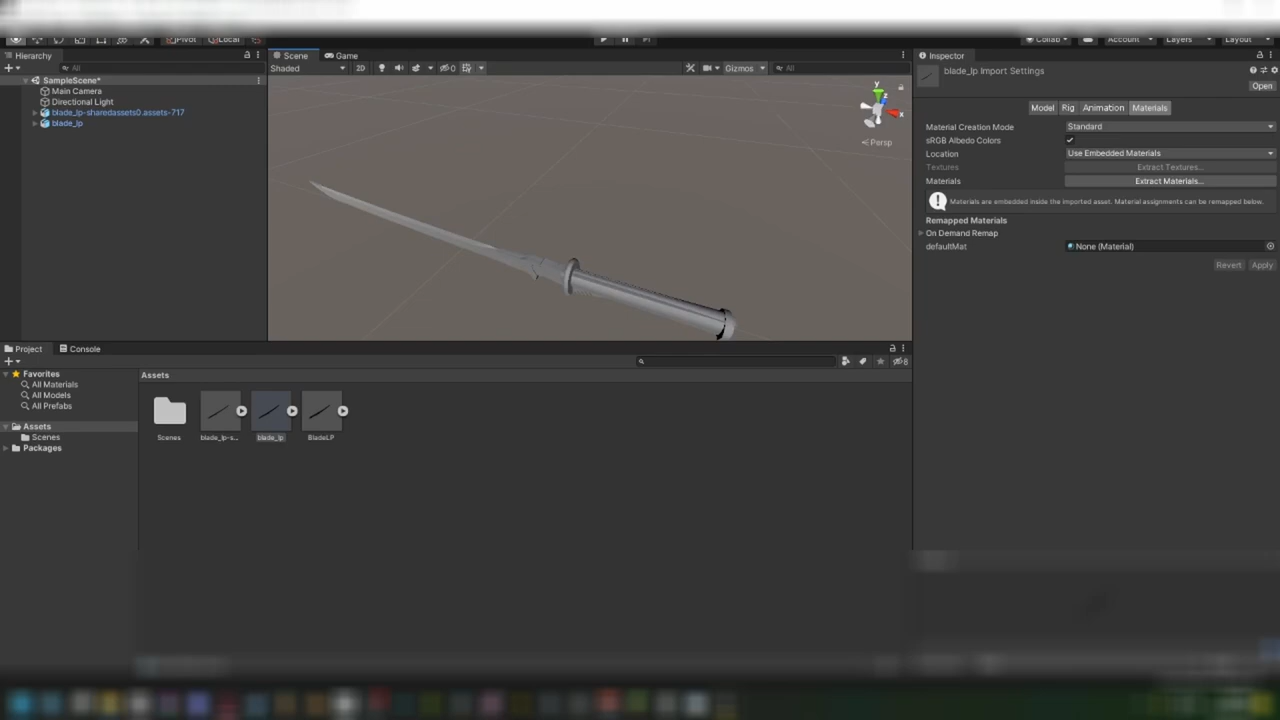 Pivot
Local
Collab
Account
Layers
Layout
Hierarchy
All
SampleScene*
Main Camera
Directional Light
blade_lp-sharedassets0.assets-717
blade_lp
Scene
Game
Shaded
2D
0
Gizmos
All
y
z
x
Persp
Inspector
blade_lp Import Settings
Open
Model
Rig
Animation
Materials
Material Creation Mode
Standard
sRGB Albedo Colors
Location
Use Embedded Materials
Textures
Extract Textures...
Materials
Extract Materials...
Materials are embedded inside the imported asset. Material assignments can be remapped below.
Remapped Materials
On Demand Remap
defaultMat
None (Material)
Revert
Apply
Project
Console
8
Favorites
All Materials
All Models
All Prefabs
Assets
Scenes
Packages
Assets
Scenes
blade_lp-s...
blade_lp
BladeLP